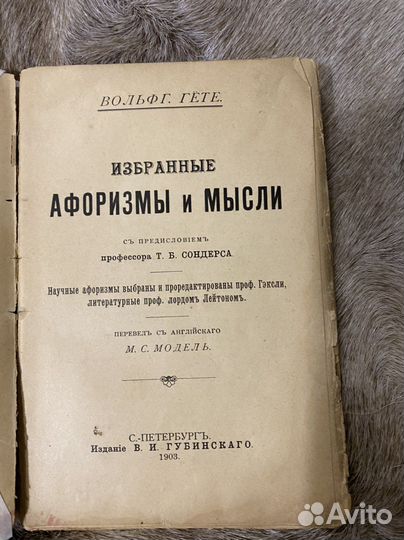 ВОЛЬФГ. ГЁТЕ.
ИЗБРАННЫЕ
АФОРИЗМЫ и МЫСЛИ
СЪ ПРЕДИСЛОВІЕМЪ
профессора Т. Б. СОНДЕРСА.
Научные афоризмы выбраны и проредактированы проф. Гэксли,
литературные проф. лордомъ Лейтономъ.
ПЕРЕВЕЛЪ СЪ АНГЛІЙСКАГО
М. С. МОДЕЛЬ.
С.-ПЕТЕРБУРГЪ.
Изданіе В. И. ГУБИНСКАГО.
1903.
Avito